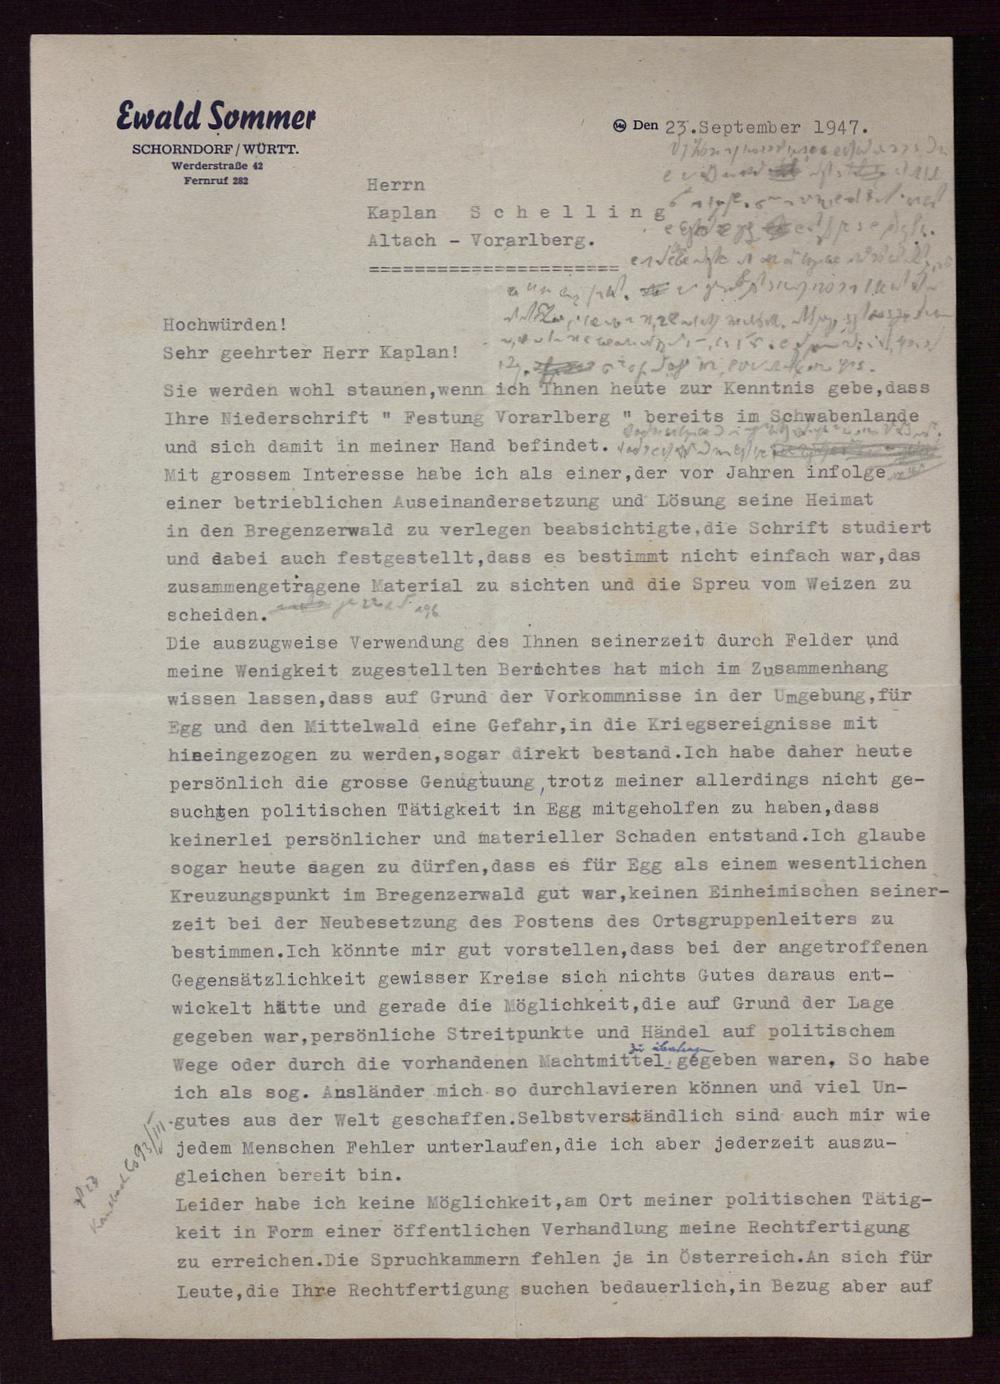 Ewald Sommer
SCHORNDORF/WÜRTT.
Werderstraße 42
Fernruf 282
Den 23.September 1947.
Herrn
Kaplan S c h e l l i n g
Altach - Vorarlberg.
======================
Hochwürden!
Sehr geehrter Herr Kaplan!
Sie werden wohl staunen,wenn ich Ihnen heute zur Kenntnis gebe,dass
Ihre Niederschrift " Festung Vorarlberg " bereits im Schwabenlande
und sich damit in meiner Hand befindet.
Mit grossem Interesse habe ich als einer,der vor Jahren infolge
einer betrieblichen Auseinandersetzung und Lösung seine Heimat
in den Bregenzerwald zu verlegen beabsichtigte,die Schrift studiert
und dabei auch festgestellt,dass es bestimmt nicht einfach war,das
zusammengetragene Material zu sichten und die Spreu vom Weizen zu
scheiden.
Die auszugweise Verwendung des Ihnen seinerzeit durch Felder und
meine Wenigkeit zugestellten Berichtes hat mich im Zusammenhang
wissen lassen,dass auf Grund der Vorkommnisse in der Umgebung,für
Egg und den Mittelwald eine Gefahr,in die Kriegsereignisse mit
hineingezogen zu werden,sogar direkt bestand.Ich habe daher heute
persönlich die grosse Genugtuung,trotz meiner allerdings nicht ge-
suchten politischen Tätigkeit in Egg mitgeholfen zu haben,dass
keinerlei persönlicher und materieller Schaden entstand.Ich glaube
sogar heute sagen zu dürfen,dass es für Egg als einem wesentlichen
Kreuzungspunkt im Bregenzerwald gut war,keinen Einheimischen seiner-
zeit bei der Neubesetzung des Postens des Ortsgruppenleiters zu
bestimmen.Ich könnte mir gut vorstellen,dass bei der angetroffenen
Gegensätzlichkeit gewisser Kreise sich nichts Gutes daraus ent-
wickelt hätte und gerade die Möglichkeit,die auf Grund der Lage
gegeben war,persönliche Streitpunkte und Händel auf politischem
Wege oder durch die vorhandenen Machtmittel gegeben waren. So habe
ich als sog. Ansländer mich so durchlavieren können und viel Un-
gutes aus der Welt geschaffen.Selbstverständlich sind auch mir wie
jedem Menschen Fehler unterlaufen,die ich aber jederzeit auszu-
gleichen bereit bin.
Leider habe ich keine Möglichkeit,am Ort meiner politischen Tätig-
keit in Form einer öffentlichen Verhandlung meine Rechtfertigung
zu erreichen.Die Spruchkammern fehlen ja in Österreich.An sich für
Leute,die Ihre Rechtfertigung suchen bedauerlich,in Bezug aber auf